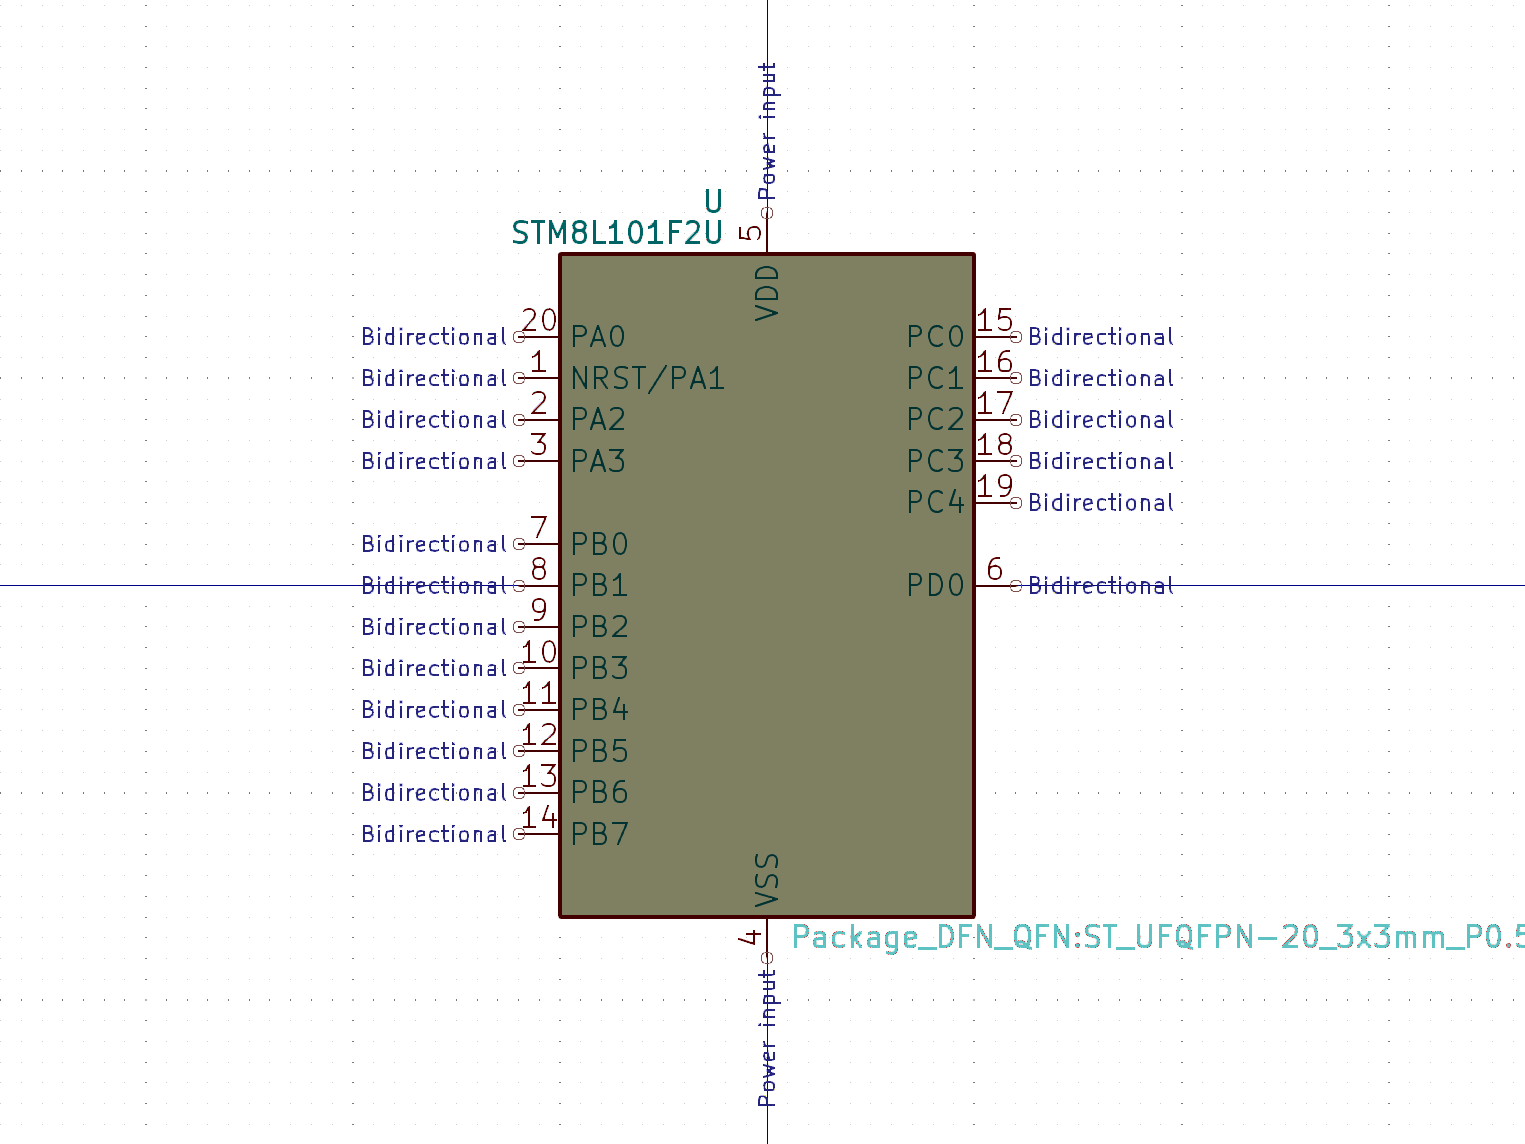 Power input
U
STM8L101F2U
5
VDD
Bidirectional 20 PA0 PC0 15 Bidirectional
Bidirectional 1 NRST/PA1 PC1 16 Bidirectional
Bidirectional 2 PA2 PC2 17 Bidirectional
Bidirectional 3 PA3 PC3 18 Bidirectional
PC4 19 Bidirectional
Bidirectional 7 PB0
Bidirectional 8 PB1 PD0 6 Bidirectional
Bidirectional 9 PB2
Bidirectional 10 PB3
Bidirectional 11 PB4
Bidirectional 12 PB5
Bidirectional 13 PB6
Bidirectional 14 PB7
VSS
4
Package_DFN_QFN:ST_UFQFPN-20_3x3mm_P0.5
Power input